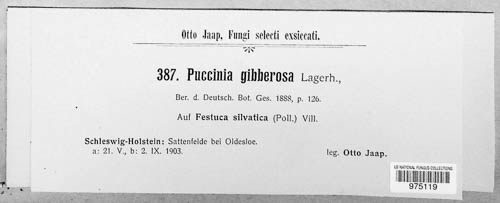 Otto Jaap, Fungi selecti exsiccati.
387. Puccinia gibberosa Lagerh.,
Ber. d. Deutsch. Bot. Ges. 1888, p. 126.
Auf Festuca silvatica (Poll.) Vill.
Schleswig-Holstein: Sattenfelde bei Oldesloe.
a: 21. V., b: 2. IX. 1903.
leg. Otto Jaap.
US NATIONAL FUNGUS COLLECTIONS
975119